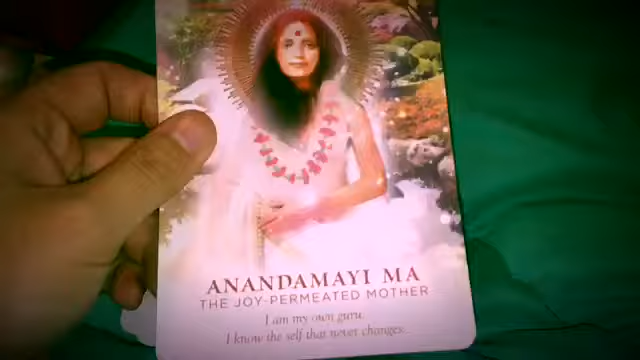 ANANDAMAYI MA
THE JOY-PERMEATED MOTHER
I am my own guru.
I know the self that never changes...